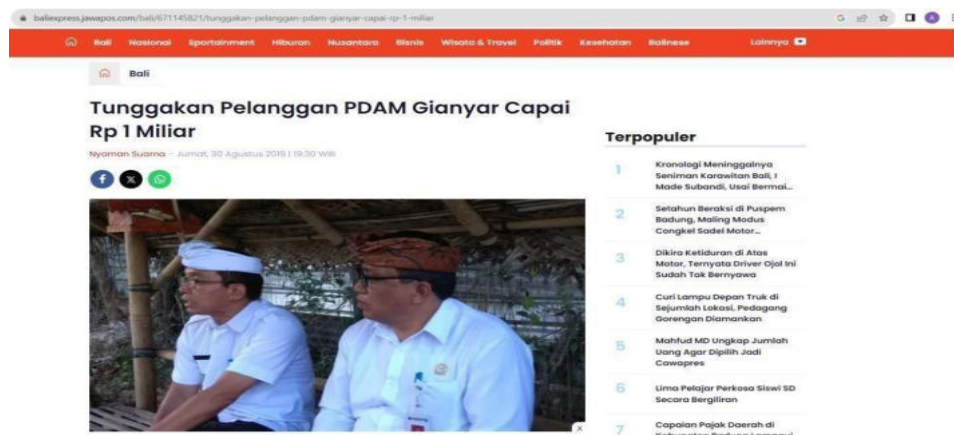 baliexpress.jawapos.com/bali/671145821/tunggakan-pelanggan-pdam-gianyar-capai-rp-1-miliar
Bali Nasional Sportainment Hiburan Nusantara Bisnis Wisata & Travel Politik Kesehatan Balinese Lainnya
Bali
Tunggakan Pelanggan PDAM Gianyar Capai
Rp 1 Miliar
Nyoman Suarna - Jumat, 30 Agustus 2019 | 19:30 WIB
Terpopuler
1
Kronologi Meninggalnya
Seniman Karawitan Bali, I
Made Subandi, Usai Bermai...
2
Setahun Beraksi di Puspem
Badung, Maling Modus
Congkel Sadel Motor...
3
Dikira Ketiduran di Atas
Motor, Ternyata Driver Ojol Ini
Sudah Tak Bernyawa
4
Curi Lampu Depan Truk di
Sejumlah Lokasi, Pedagang
Gorengan Diamankan
5
Mahfud MD Ungkap Jumlah
Uang Agar Dipilih Jadi
Cawapres
6
Lima Pelajar Perkosa Siswi SD
Secara Bergiliran
7
Capaian Pajak Daerah di
Kabupaten Badung